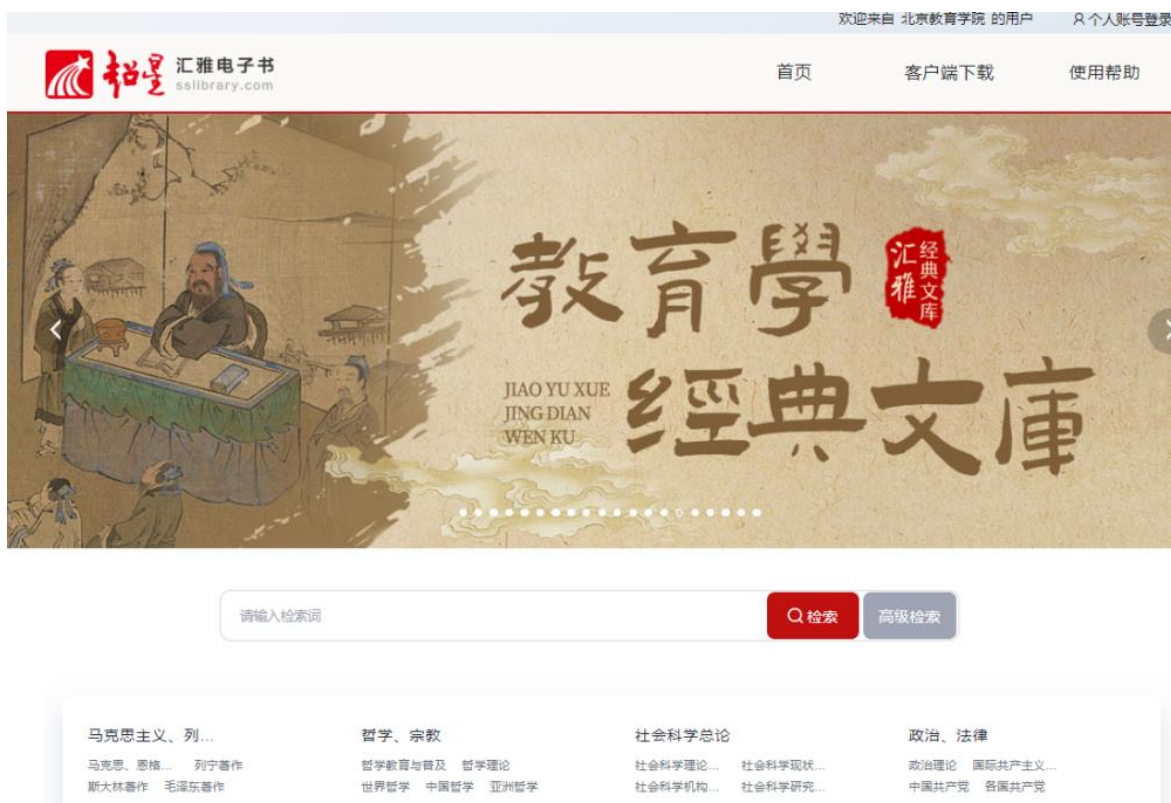 欢迎来自 北京教育学院 的用户 个人账号登录
超星 汇雅电子书
sslibrary.com
首页 客户端下载 使用帮助
教育學
汇雅
经典文库
JIAO YU XUE
JING DIAN
WEN KU
經典文庫
请输入检索词
检索 高级检索
马克思主义、列... 哲学、宗教 社会科学总论 政治、法律
马克思、恩格... 列宁著作 哲学教育与普及 哲学理论 社会科学理论... 社会科学现状... 政治理论 国际共产主义...
斯大林著作 毛泽东著作 世界哲学 中国哲学 亚洲哲学 社会科学机构... 社会科学研究... 中国共产党 各国共产党